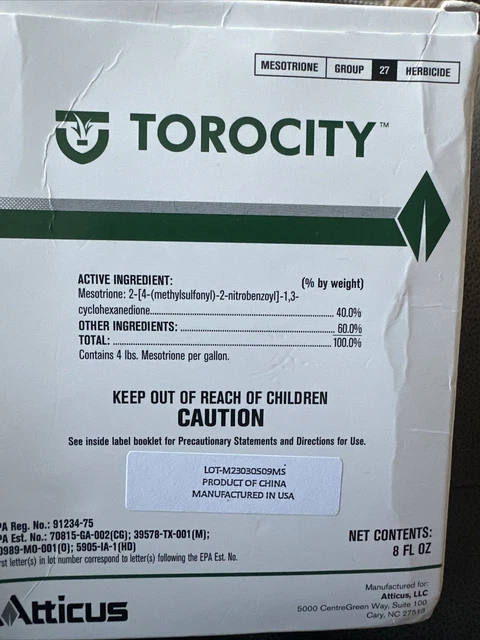 MESOTRIONE GROUP 27 HERBICIDE
TOROCITY™
ACTIVE INGREDIENT: (% by weight)
Mesotrione: 2-[4-(methylsulfonyl)-2-nitrobenzoyl]-1,3-
cyclohexanedione.......................................................... 40.0%
OTHER INGREDIENTS: .................................................. 60.0%
TOTAL: ..................................................................... 100.0%
Contains 4 lbs. Mesotrione per gallon.
KEEP OUT OF REACH OF CHILDREN
CAUTION
See inside label booklet for Precautionary Statements and Directions for Use.
LOT-M23030509MS
PRODUCT OF CHINA
MANUFACTURED IN USA
PA Reg. No.: 91234-75
PA Est. No.: 70815-GA-002(CG); 39578-TX-001(M);
0989-MO-001(O); 5905-IA-1(HD)
rst letter(s) in lot number correspond to letter(s) following the EPA Est. No.
NET CONTENTS:
8 FL OZ
Atticus
Manufactured for:
Atticus, LLC
5000 CentreGreen Way, Suite 100
Cary, NC 27513